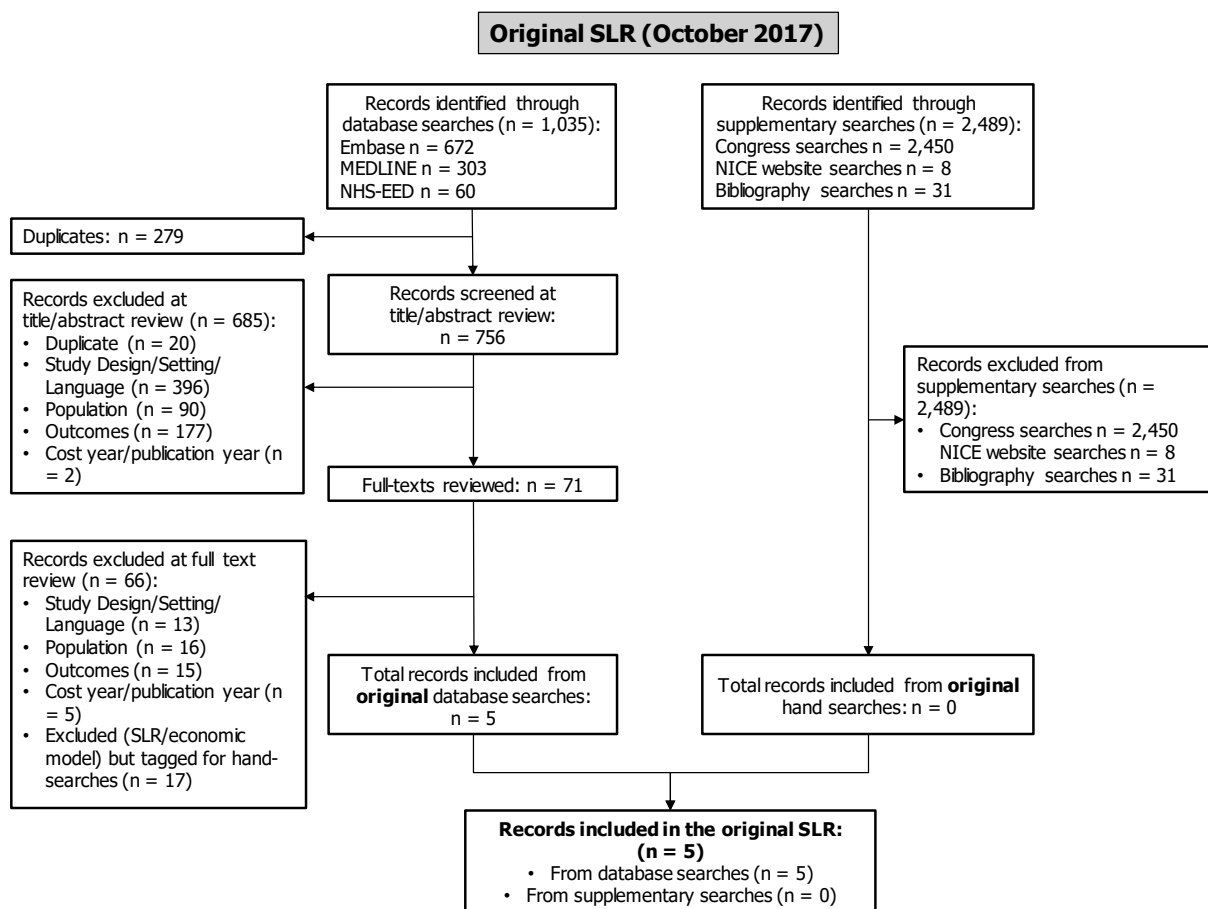 Original SLR (October 2017)
Records identified through
database searches (n = 1,035):
Embase n = 672
MEDLINE n = 303
NHS-EED n = 60
Records identified through
supplementary searches (n = 2,489):
Congress searches n = 2,450
NICE website searches n = 8
Bibliography searches n = 31
Duplicates: n = 279
Records screened at
title/abstract review:
n = 756
Records excluded at
title/abstract review (n = 685):
• Duplicate (n = 20)
• Study Design/Setting/
Language (n = 396)
• Population (n = 90)
• Outcomes (n = 177)
• Cost year/publication year (n
= 2)
Records excluded from
supplementary searches (n =
2,489):
• Congress searches n = 2,450
NICE website searches n = 8
• Bibliography searches n = 31
Full-texts reviewed: n = 71
Records excluded at full text
review (n = 66):
• Study Design/Setting/
Language (n = 13)
• Population (n = 16)
• Outcomes (n = 15)
• Cost year/publication year (n
= 5)
• Excluded (SLR/economic
model) but tagged for hand-
searches (n = 17)
Total records included from
original database searches:
n = 5
Total records included from original
hand searches: n = 0
Records included in the original SLR:
(n = 5)
• From database searches (n = 5)
• From supplementary searches (n = 0)